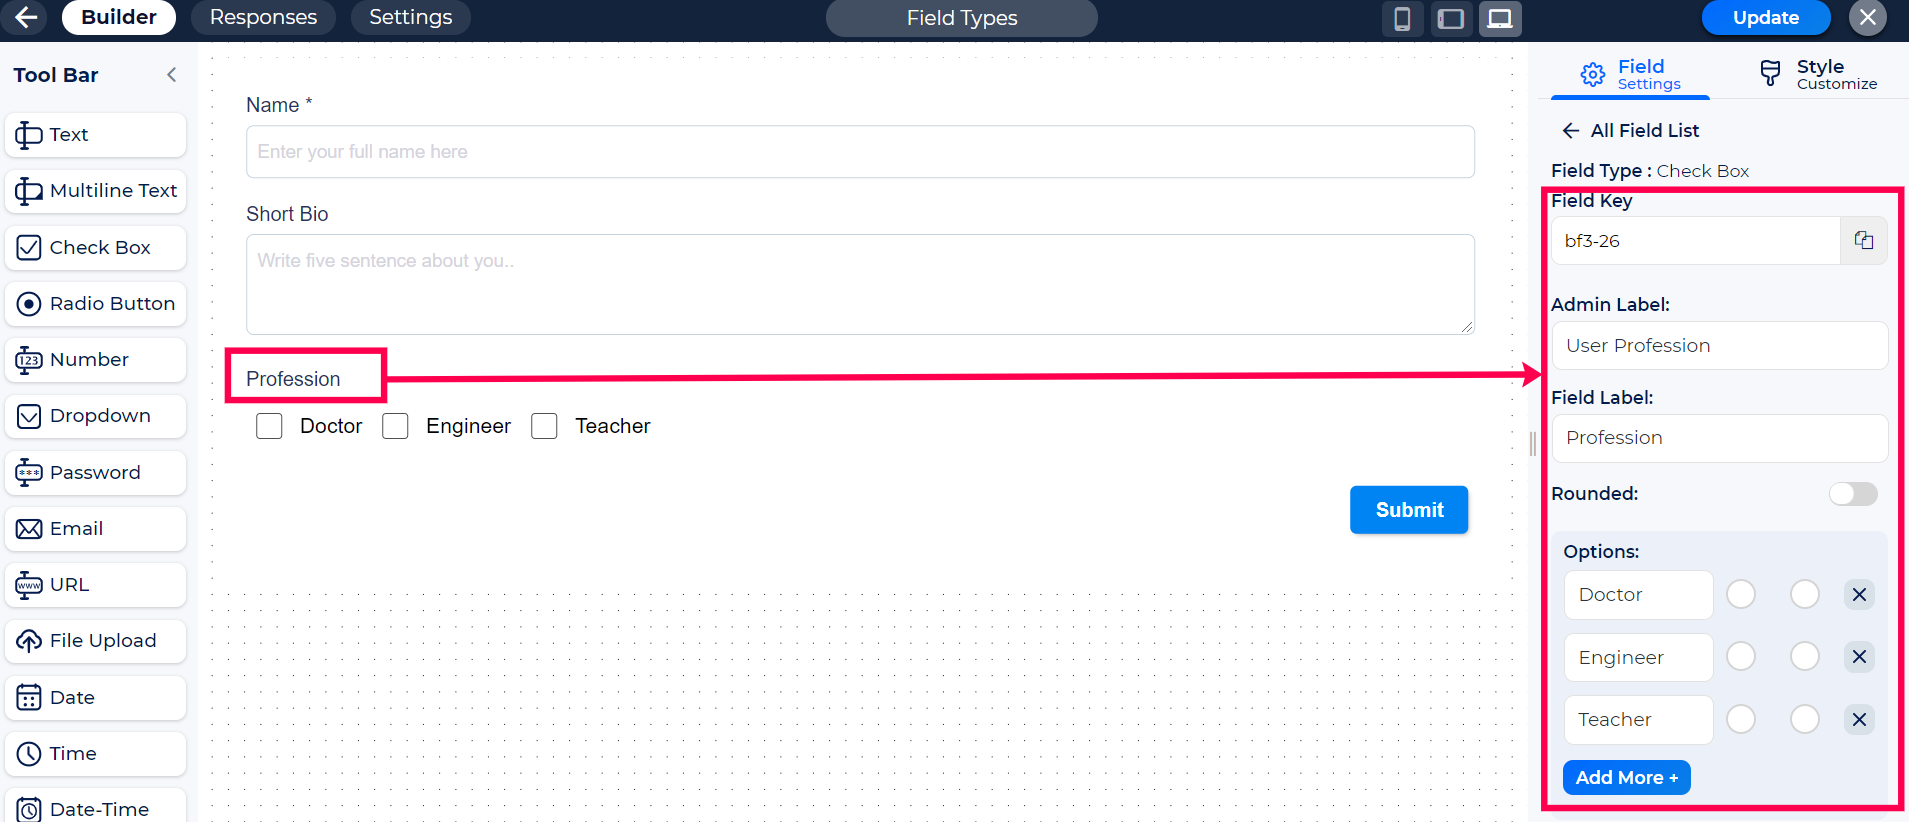 Builder Responses Settings Field Types Update
Tool Bar
Text
Multiline Text
Check Box
Radio Button
Number
Dropdown
Password
Email
URL
File Upload
Date
Time
Date-Time
Name *
Enter your full name here
Short Bio
Write five sentence about you..
Profession
Doctor Engineer Teacher
Submit
Field
Settings
Style
Customize
All Field List
Field Type : Check Box
Field Key
bf3-26
Admin Label:
User Profession
Field Label:
Profession
Rounded:
Options:
Doctor
Engineer
Teacher
Add More +